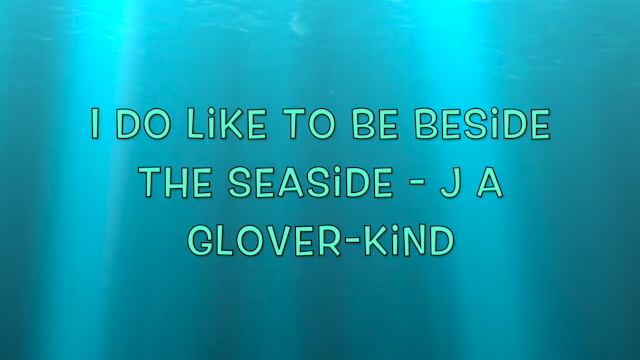 I DO LiKE TO BE BESiDE
THE SEASiDE - J A
GLOVER-KiND